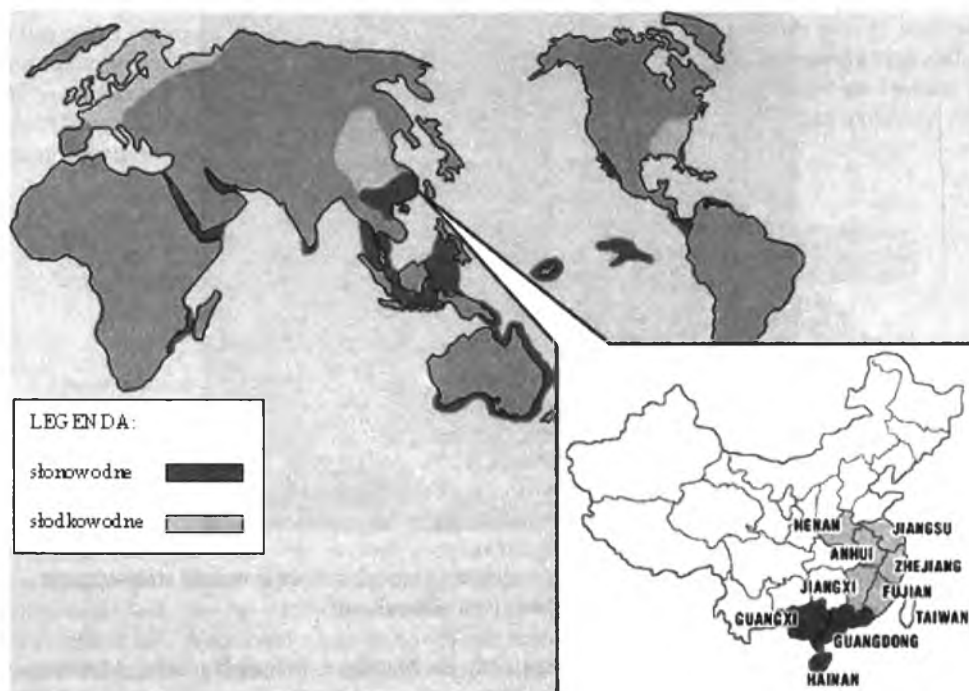 LEGENDA:
słonowodne
słodkowodne
HENAN
JIANGSU
ANHUI
ZHEJIANG
JIANGXI
FUJIAN
GUANGXI
TAIWAN
GUANGDONG
HAINAN